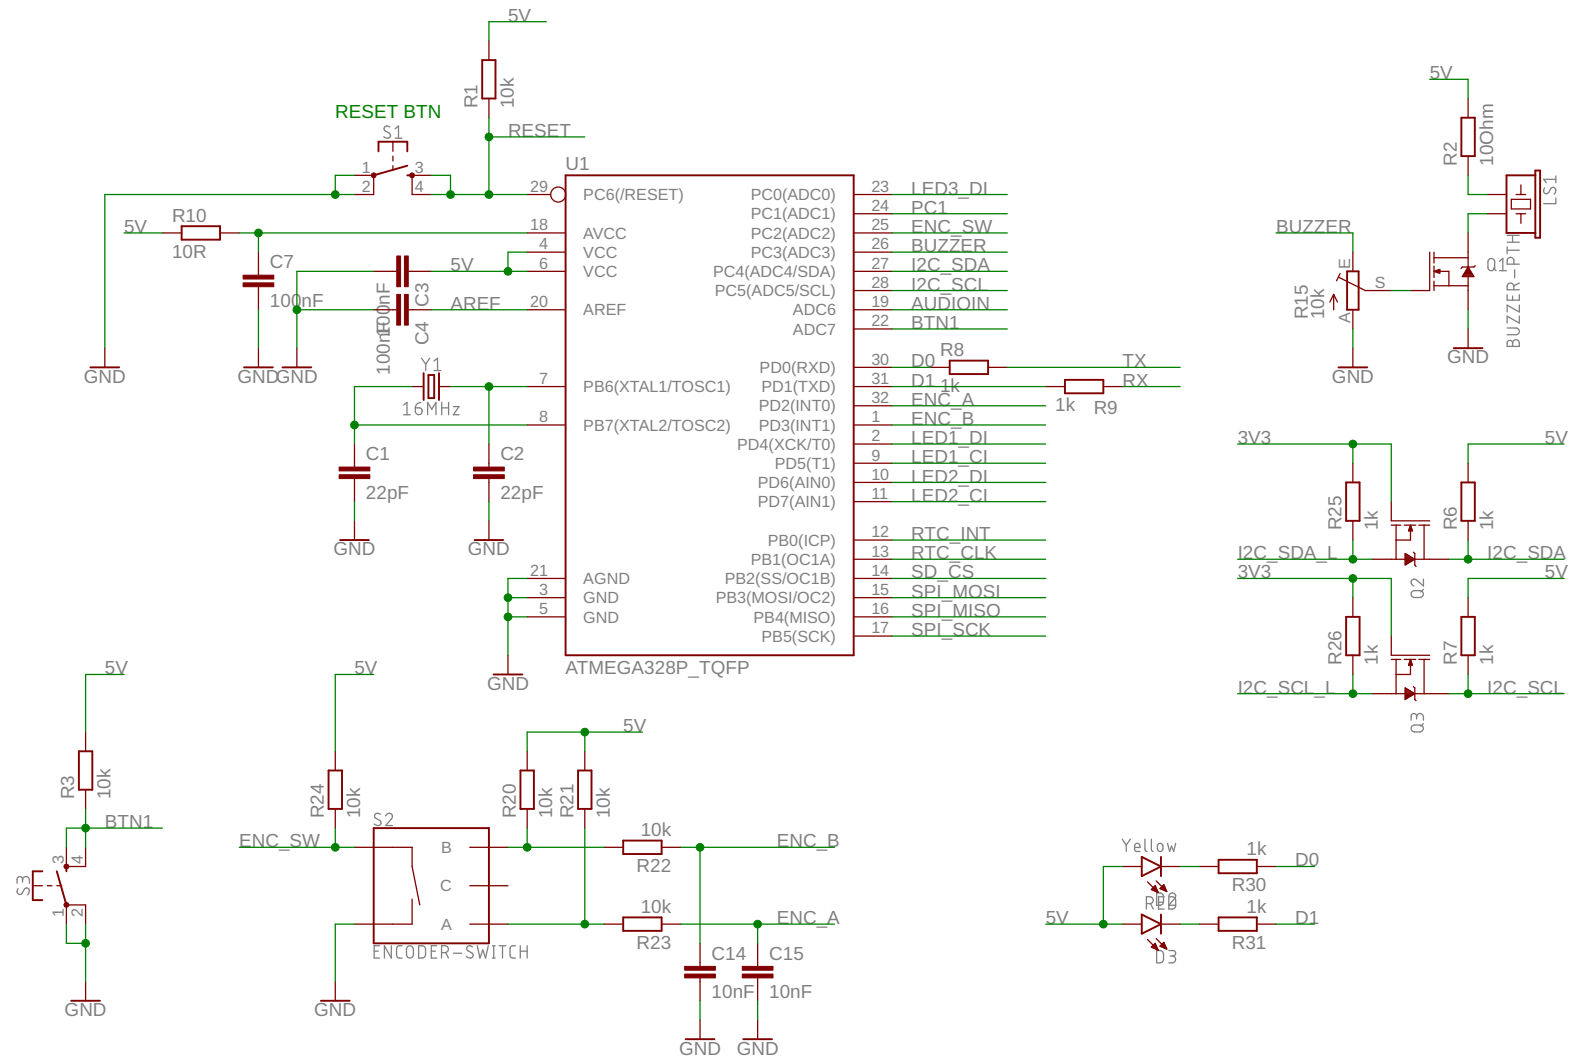 5V
R1
10k
RESET
RESET BTN
S1
1
2
3
4
U1
29
PC6(/RESET)
18
AVCC
4
VCC
6
VCC
20
AREF
7
PB6(XTAL1/TOSC1)
8
PB7(XTAL2/TOSC2)
21
AGND
3
GND
5
GND
ATMEGA328P_TQFP
PC0(ADC0)
23
LED3_DI
PC1(ADC1)
24
PC1
PC2(ADC2)
25
ENC_SW
PC3(ADC3)
26
BUZZER
PC4(ADC4/SDA)
27
I2C_SDA
PC5(ADC5/SCL)
28
I2C_SCL
ADC6
19
AUDIOIN
ADC7
22
BTN1
PD0(RXD)
30
D0
R8
1k
TX
PD1(TXD)
31
D1
1k
R9
RX
PD2(INT0)
32
ENC_A
PD3(INT1)
1
ENC_B
PD4(XCK/T0)
2
LED1_DI
PD5(T1)
9
LED1_CI
PD6(AIN0)
10
LED2_DI
PD7(AIN1)
11
LED2_CI
PB0(ICP)
12
RTC_INT
PB1(OC1A)
13
RTC_CLK
PB2(SS/OC1B)
14
SD_CS
PB3(MOSI/OC2)
15
SPI_MOSI
PB4(MISO)
16
SPI_MISO
PB5(SCK)
17
SPI_SCK
5V
R10
10R
C7
100nF
5V
C3
100nF
AREF
C4
100nF
GND
GND
GND
Y1
16MHz
C1
22pF
C2
22pF
GND
GND
GND
5V
R2
10Ohm
LS1
BUZZER-PTH
BUZZER
E
S
A
R15
10k
Q1
GND
GND
3V3
5V
R25
1k
R6
1k
I2C_SDA_L
I2C_SDA
Q2
3V3
5V
R26
1k
R7
1k
I2C_SCL_L
I2C_SCL
Q3
5V
R3
10k
BTN1
3
4
S3
1
2
GND
5V
R24
10k
ENC_SW
S2
B
C
A
ENCODER-SWITCH
GND
5V
R20
10k
R21
10k
10k
R22
ENC_B
10k
R23
ENC_A
C14
10nF
C15
10nF
GND
GND
Yellow
D2
1k
R30
D0
5V
RED
D3
1k
R31
D1